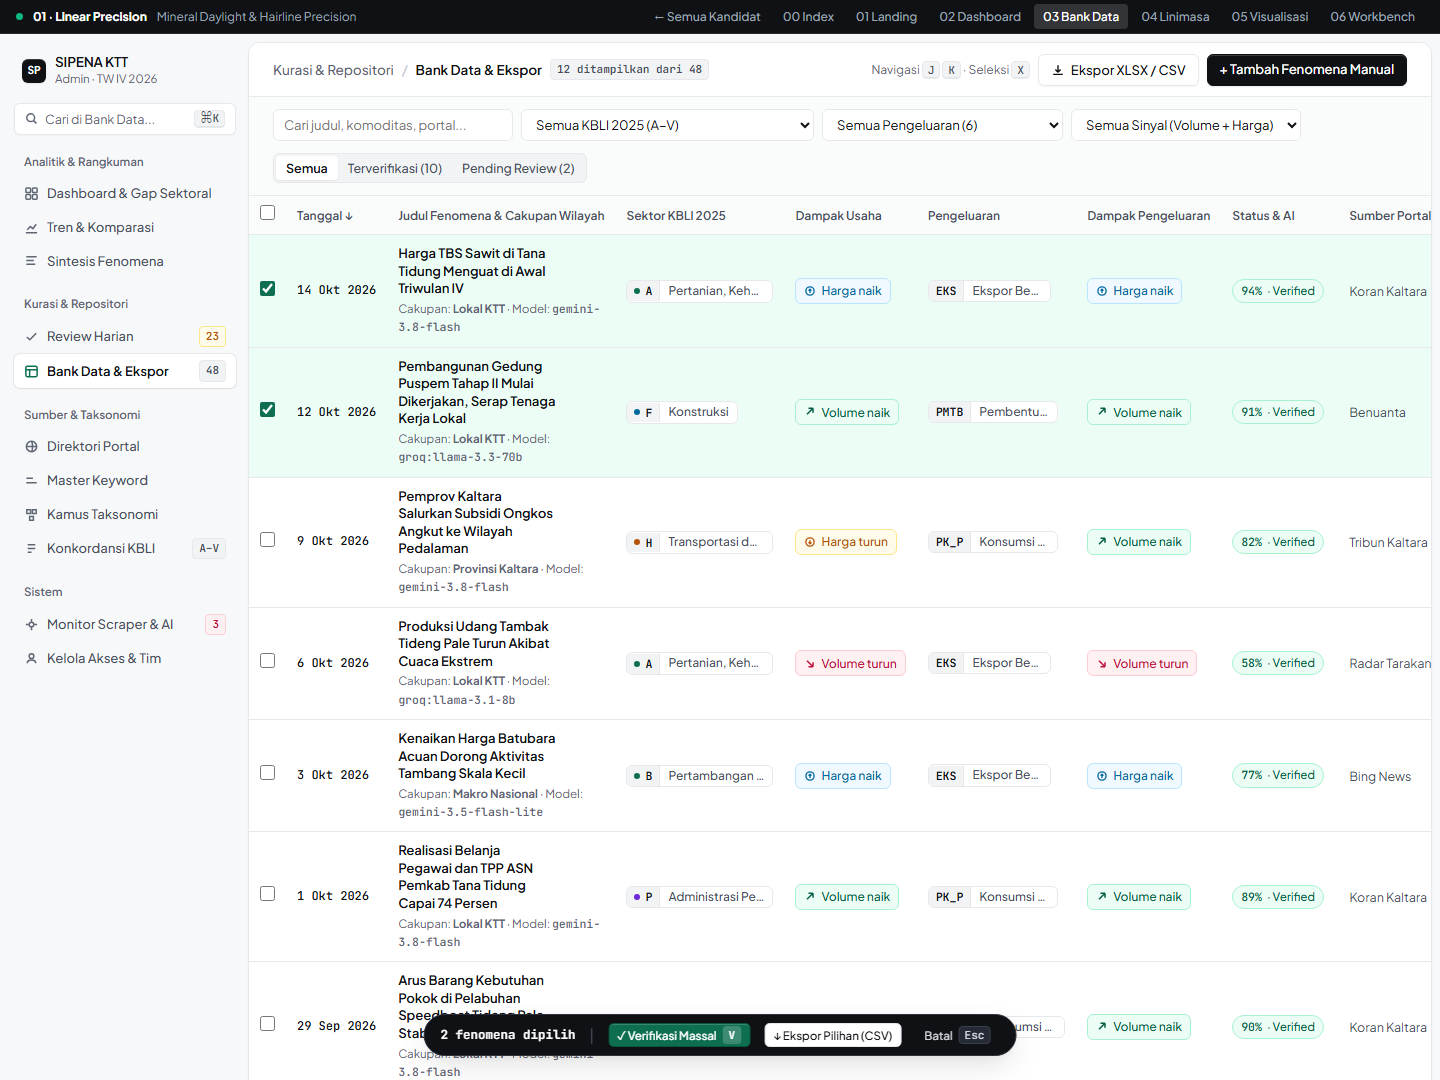 01 · Linear Precision Mineral Daylight & Hairline Precision
← Semua Kandidat 00 Index 01 Landing 02 Dashboard 03 Bank Data 04 Linimasa 05 Visualisasi 06 Workbench
SP
SIPENA KTT
Admin · TW IV 2026
Cari di Bank Data... ⌘K
Analitik & Rangkuman
Dashboard & Gap Sektoral
Tren & Komparasi
Sintesis Fenomena
Kurasi & Repositori
Review Harian 23
Bank Data & Ekspor 48
Sumber & Taksonomi
Direktori Portal
Master Keyword
Kamus Taksonomi
Konkordansi KBLI A–V
Sistem
Monitor Scraper & AI 3
Kelola Akses & Tim
Kurasi & Repositori / Bank Data & Ekspor 12 ditampilkan dari 48
Navigasi J K · Seleksi X
Ekspor XLSX / CSV
+ Tambah Fenomena Manual
Cari judul, komoditas, portal...
Semua KBLI 2025 (A–V)
Semua Pengeluaran (6)
Semua Sinyal (Volume + Harga)
Semua Terverifikasi (10) Pending Review (2)
Tanggal ↓ Judul Fenomena & Cakupan Wilayah Sektor KBLI 2025 Dampak Usaha Pengeluaran Dampak Pengeluaran Status & AI Sumber Portal
14 Okt 2026
Harga TBS Sawit di Tana
Tidung Menguat di Awal
Triwulan IV
Cakupan: Lokal KTT · Model: gemini-
3.8-flash
A Pertanian, Keh...
Harga naik
EKS Ekspor Be...
Harga naik
94% · Verified
Koran Kaltara
12 Okt 2026
Pembangunan Gedung
Puspem Tahap II Mulai
Dikerjakan, Serap Tenaga
Kerja Lokal
Cakupan: Lokal KTT · Model:
groq:llama-3.3-70b
F Konstruksi
↗ Volume naik
PMTB Pembentu...
↗ Volume naik
91% · Verified
Benuanta
9 Okt 2026
Pemprov Kaltara
Salurkan Subsidi Ongkos
Angkut ke Wilayah
Pedalaman
Cakupan: Provinsi Kaltara · Model:
gemini-3.8-flash
H Transportasi d...
Harga turun
PK_P Konsumsi ...
↗ Volume naik
82% · Verified
Tribun Kaltara
6 Okt 2026
Produksi Udang Tambak
Tideng Pale Turun Akibat
Cuaca Ekstrem
Cakupan: Lokal KTT · Model:
groq:llama-3.1-8b
A Pertanian, Keh...
↘ Volume turun
EKS Ekspor Be...
↘ Volume turun
58% · Verified
Radar Tarakan
3 Okt 2026
Kenaikan Harga Batubara
Acuan Dorong Aktivitas
Tambang Skala Kecil
Cakupan: Makro Nasional · Model:
gemini-3.5-flash-lite
B Pertambangan ...
Harga naik
EKS Ekspor Be...
Harga naik
77% · Verified
Bing News
1 Okt 2026
Realisasi Belanja
Pegawai dan TPP ASN
Pemkab Tana Tidung
Capai 74 Persen
Cakupan: Lokal KTT · Model: gemini-
3.8-flash
P Administrasi Pe...
↗ Volume naik
PK_P Konsumsi ...
↗ Volume naik
89% · Verified
Koran Kaltara
29 Sep 2026
Arus Barang Kebutuhan
Pokok di Pelabuhan
3.8-flash
↗ Volume naik
90% · Verified
Koran Kaltara
2 fenomena dipilih
✓ Verifikasi Massal V
↓ Ekspor Pilihan (CSV)
Batal Esc